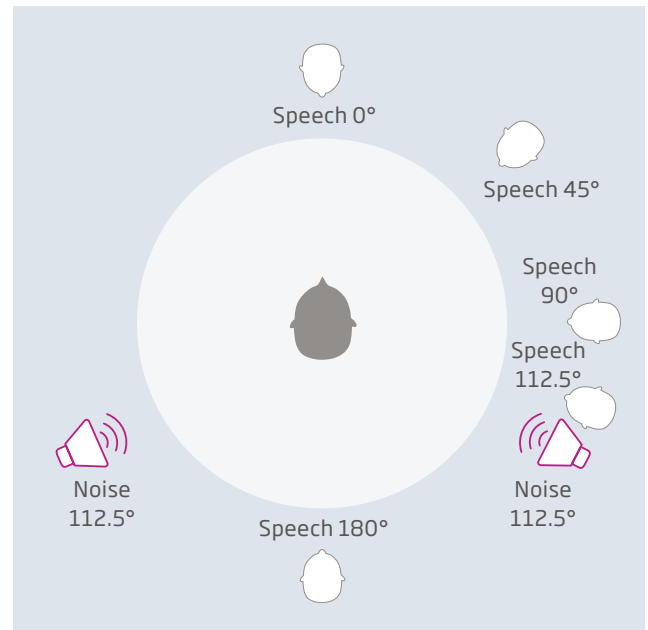 Speech 0°
Speech 45°
Speech
90°
Speech
112.5°
Noise
112.5°
Noise
112.5°
Speech 180°